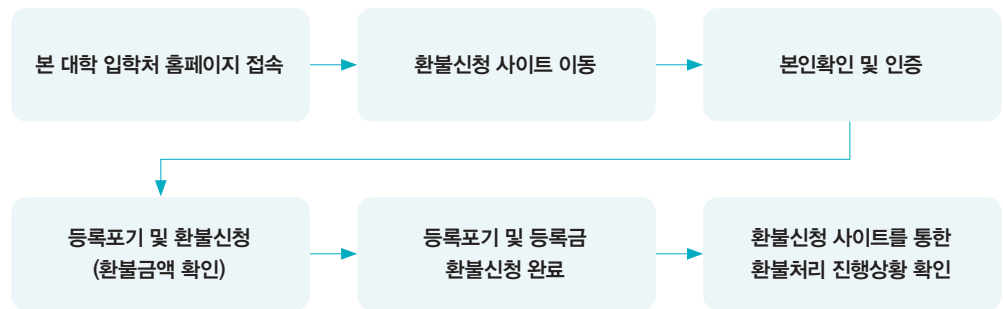 본 대학 입학처 홈페이지 접속
환불신청 사이트 이동
본인확인 및 인증
등록포기 및 환불신청
(환불금액 확인)
등록포기 및 등록금
환불신청 완료
환불신청 사이트를 통한
환불처리 진행상황 확인